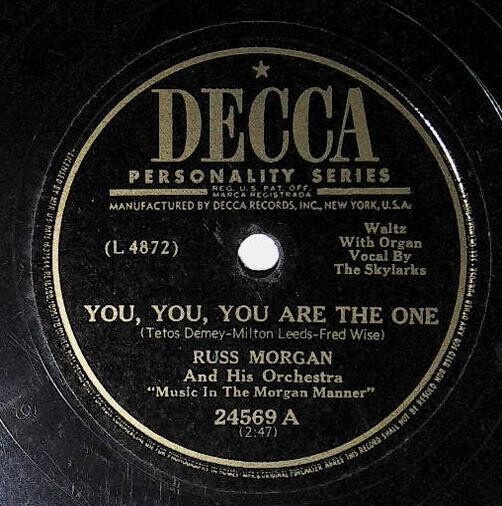 DECCA
PERSONALITY SERIES
REG. U.S. PAT. OFF.
MARCA REGISTRADA
MANUFACTURED BY DECCA RECORDS, INC., NEW YORK, U.S.A.
(L 4872)
Waltz
With Organ
Vocal By
The Skylarks
YOU, YOU, YOU ARE THE ONE
(Tetos Demey-Milton Leeds-Fred Wise)
RUSS MORGAN
And His Orchestra
"Music In The Morgan Manner"
24569 A
(2:47)